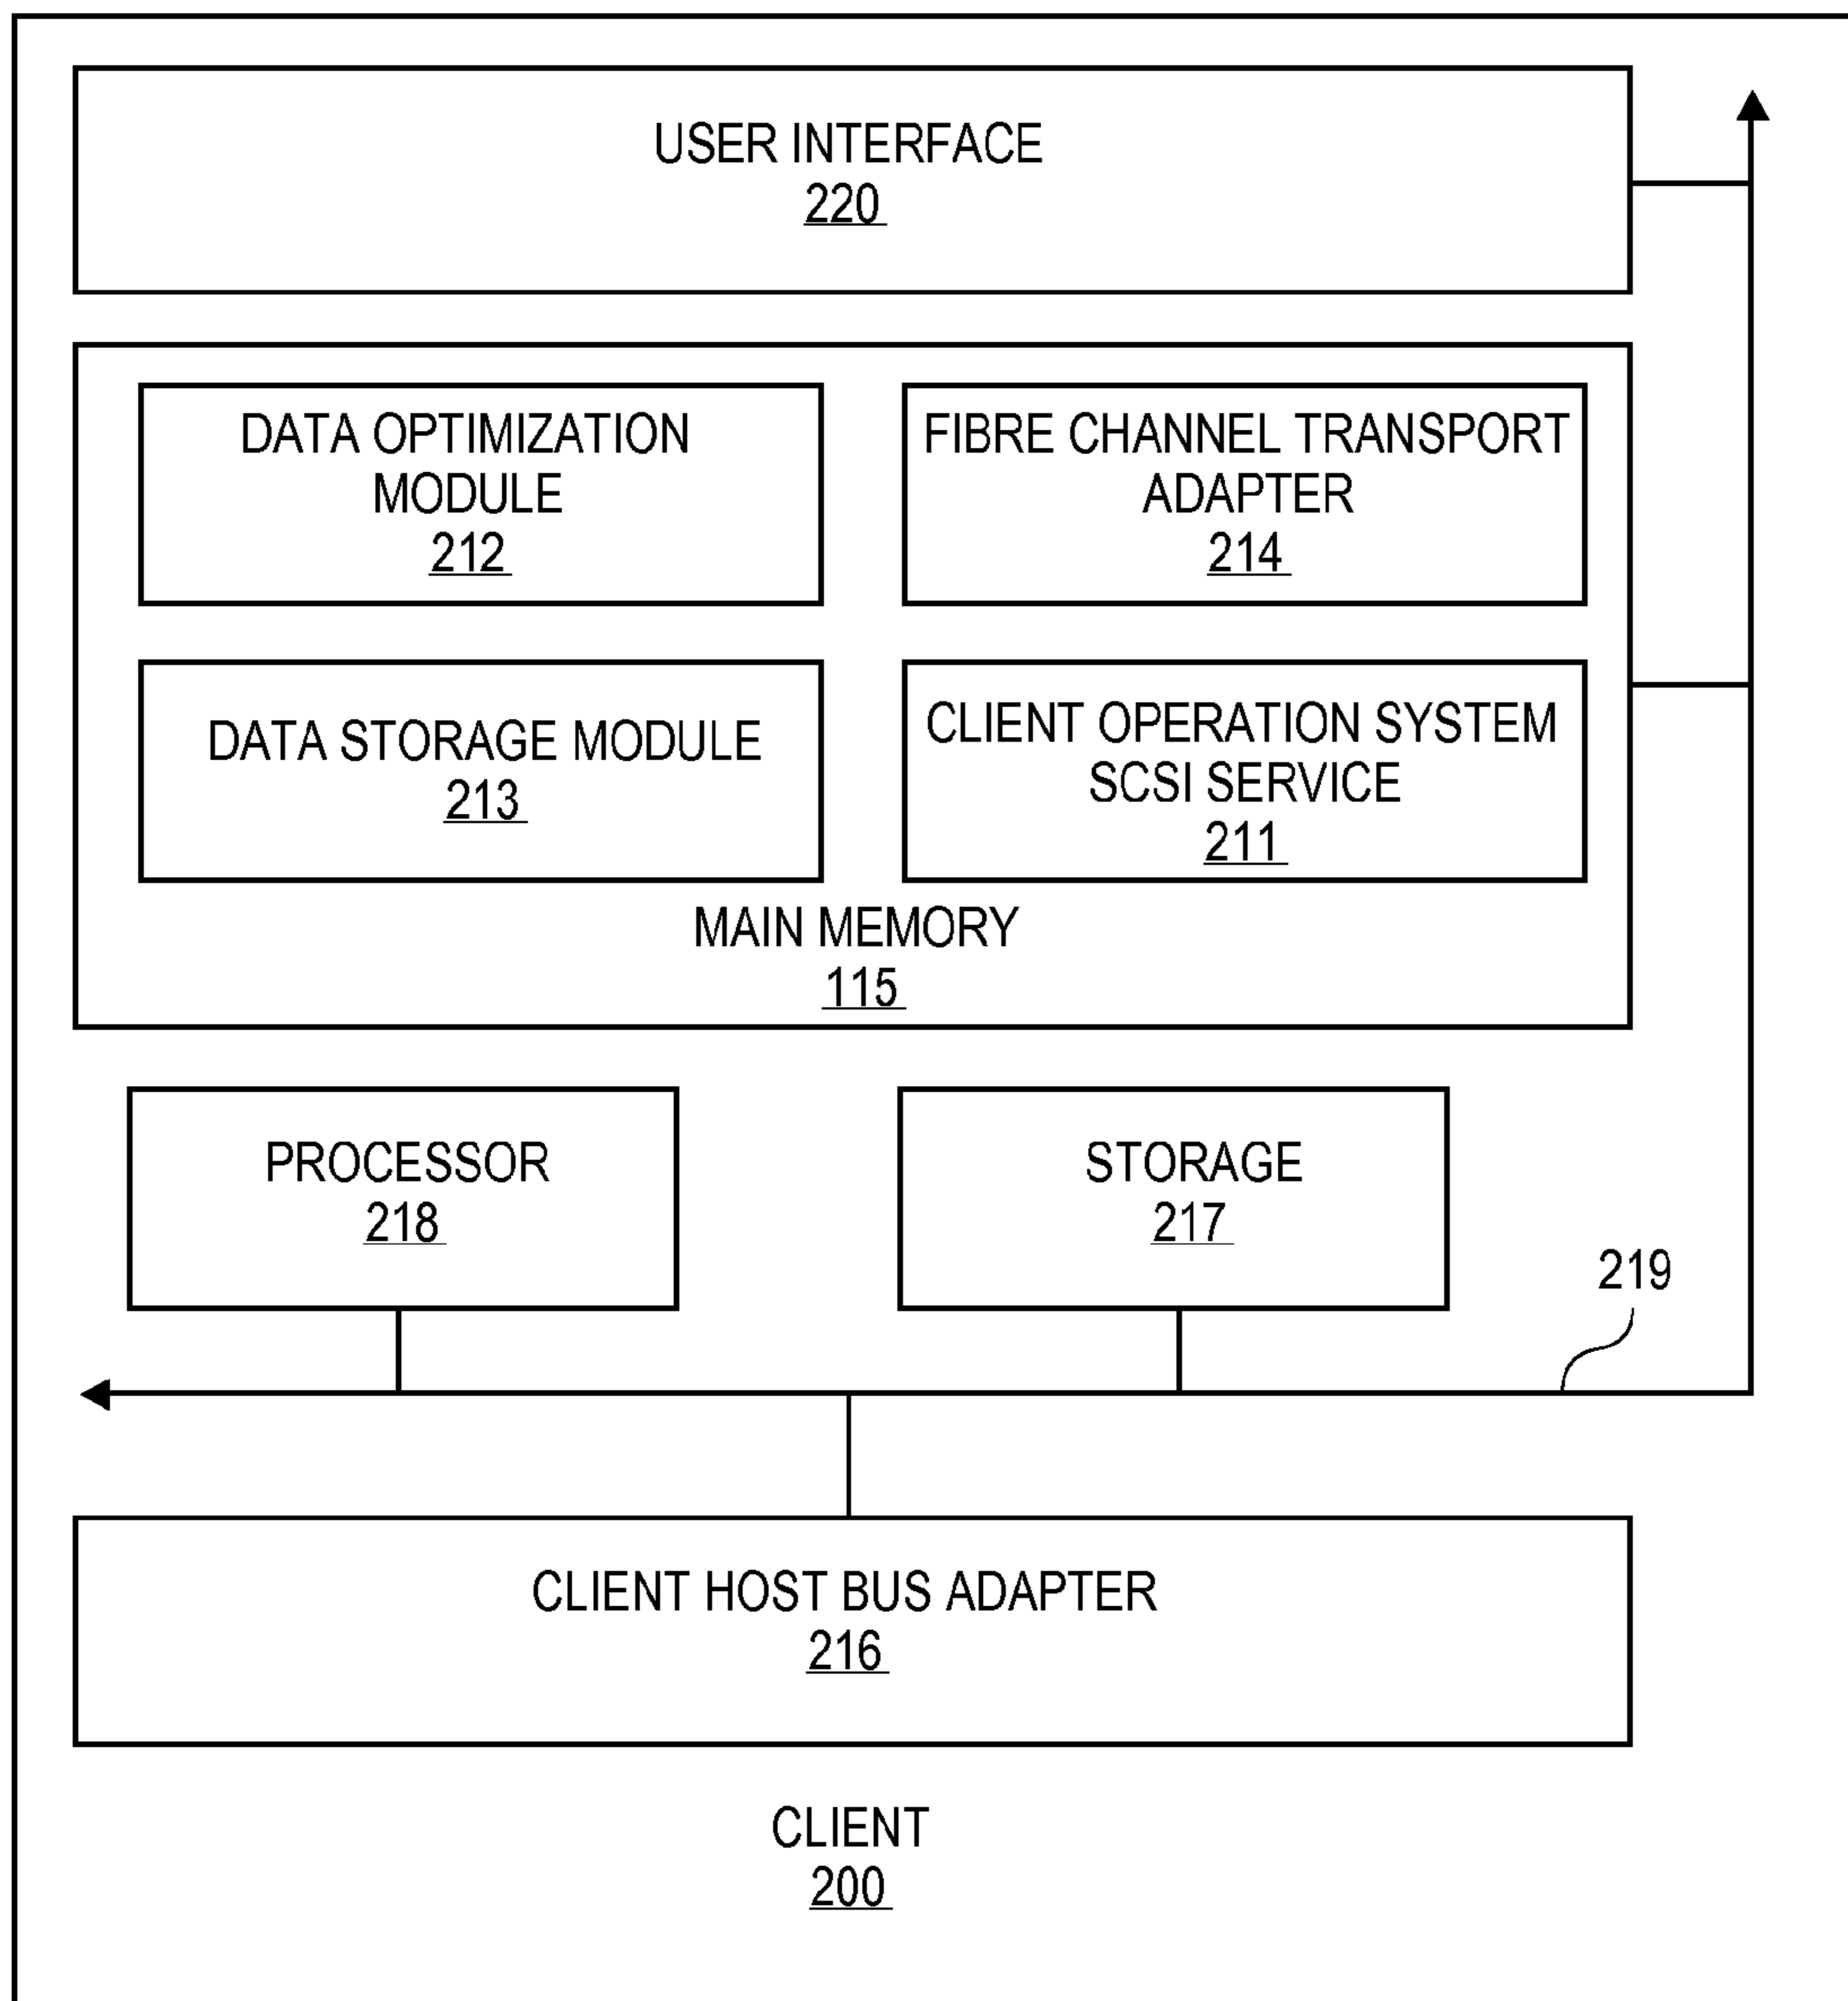 USER INTERFACE
220
DATA OPTIMIZATION
MODULE
212
FIBRE CHANNEL TRANSPORT
ADAPTER
214
DATA STORAGE MODULE
213
CLIENT OPERATION SYSTEM
SCSI SERVICE
211
MAIN MEMORY
115
PROCESSOR
218
STORAGE
217
219
CLIENT HOST BUS ADAPTER
216
CLIENT
200